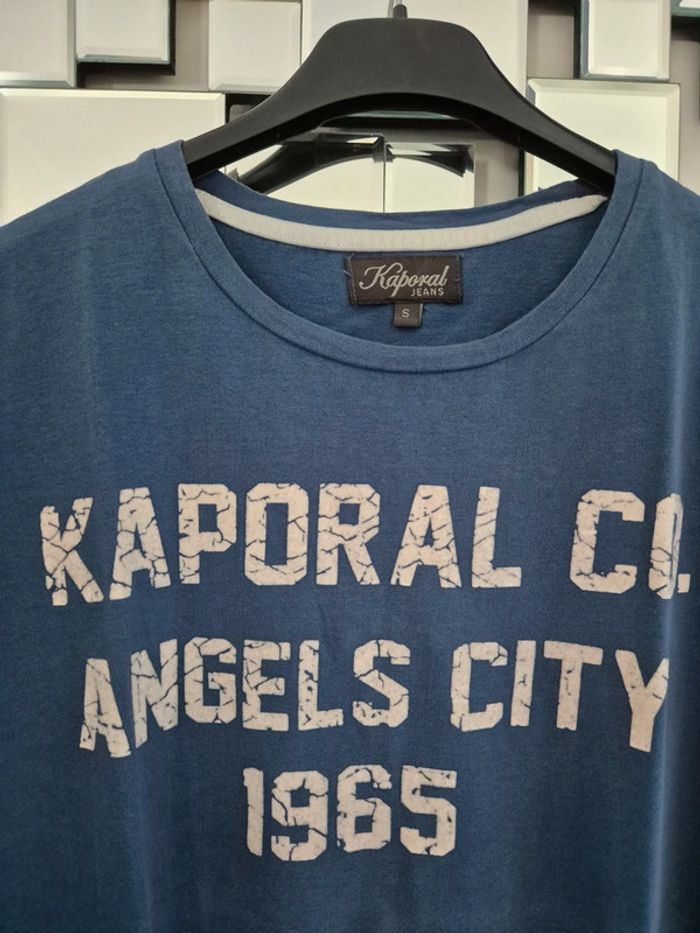 Kaporal
JEANS
S
KAPORAL CO.
ANGELS CITY
1965